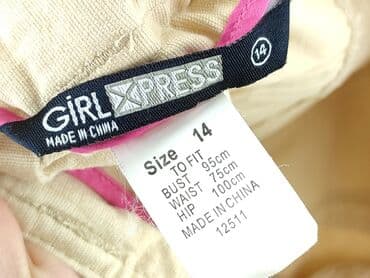 GiRL XPRESS
14
MADE IN CHINA
Size 14
TO FIT
BUST 95cm
WAIST 75cm
HIP 100cm
MADE IN CHINA
12511